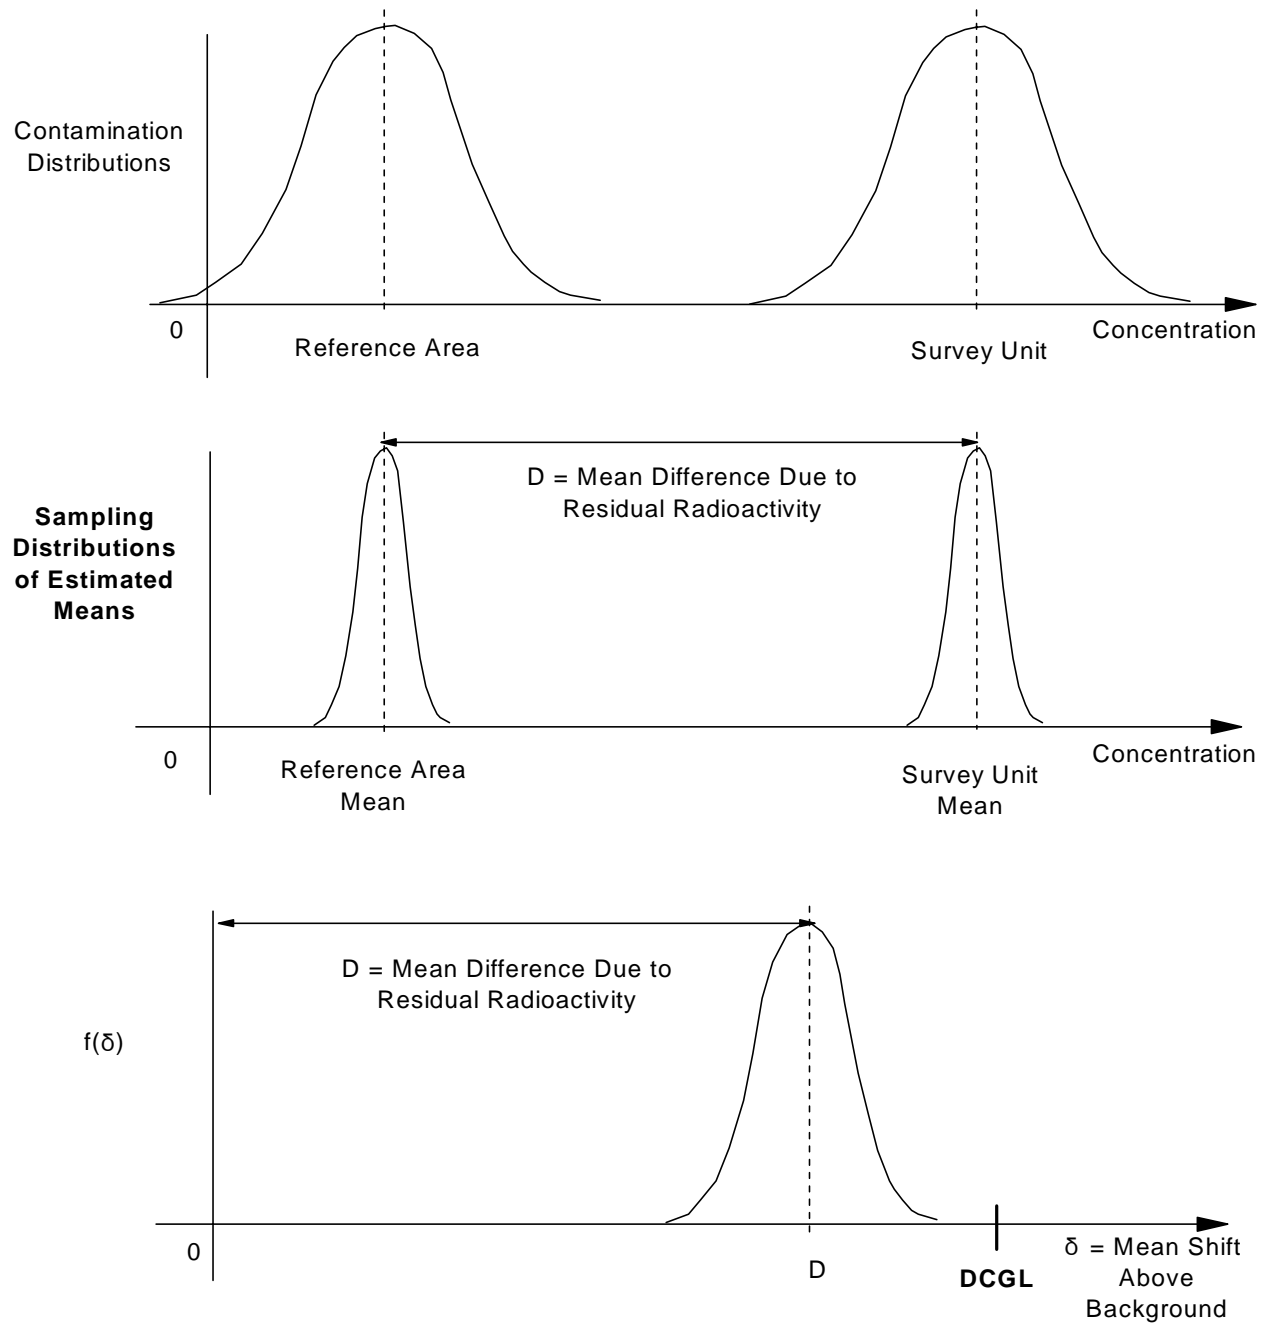 Contamination
Distributions
0
Reference Area
Survey Unit
Concentration
D = Mean Difference Due to
Residual Radioactivity
Sampling
Distributions
of Estimated
Means
0
Reference Area
Mean
Survey Unit
Mean
Concentration
D = Mean Difference Due to
Residual Radioactivity
f(δ)
0
D
DCGL
δ = Mean Shift
Above
Background